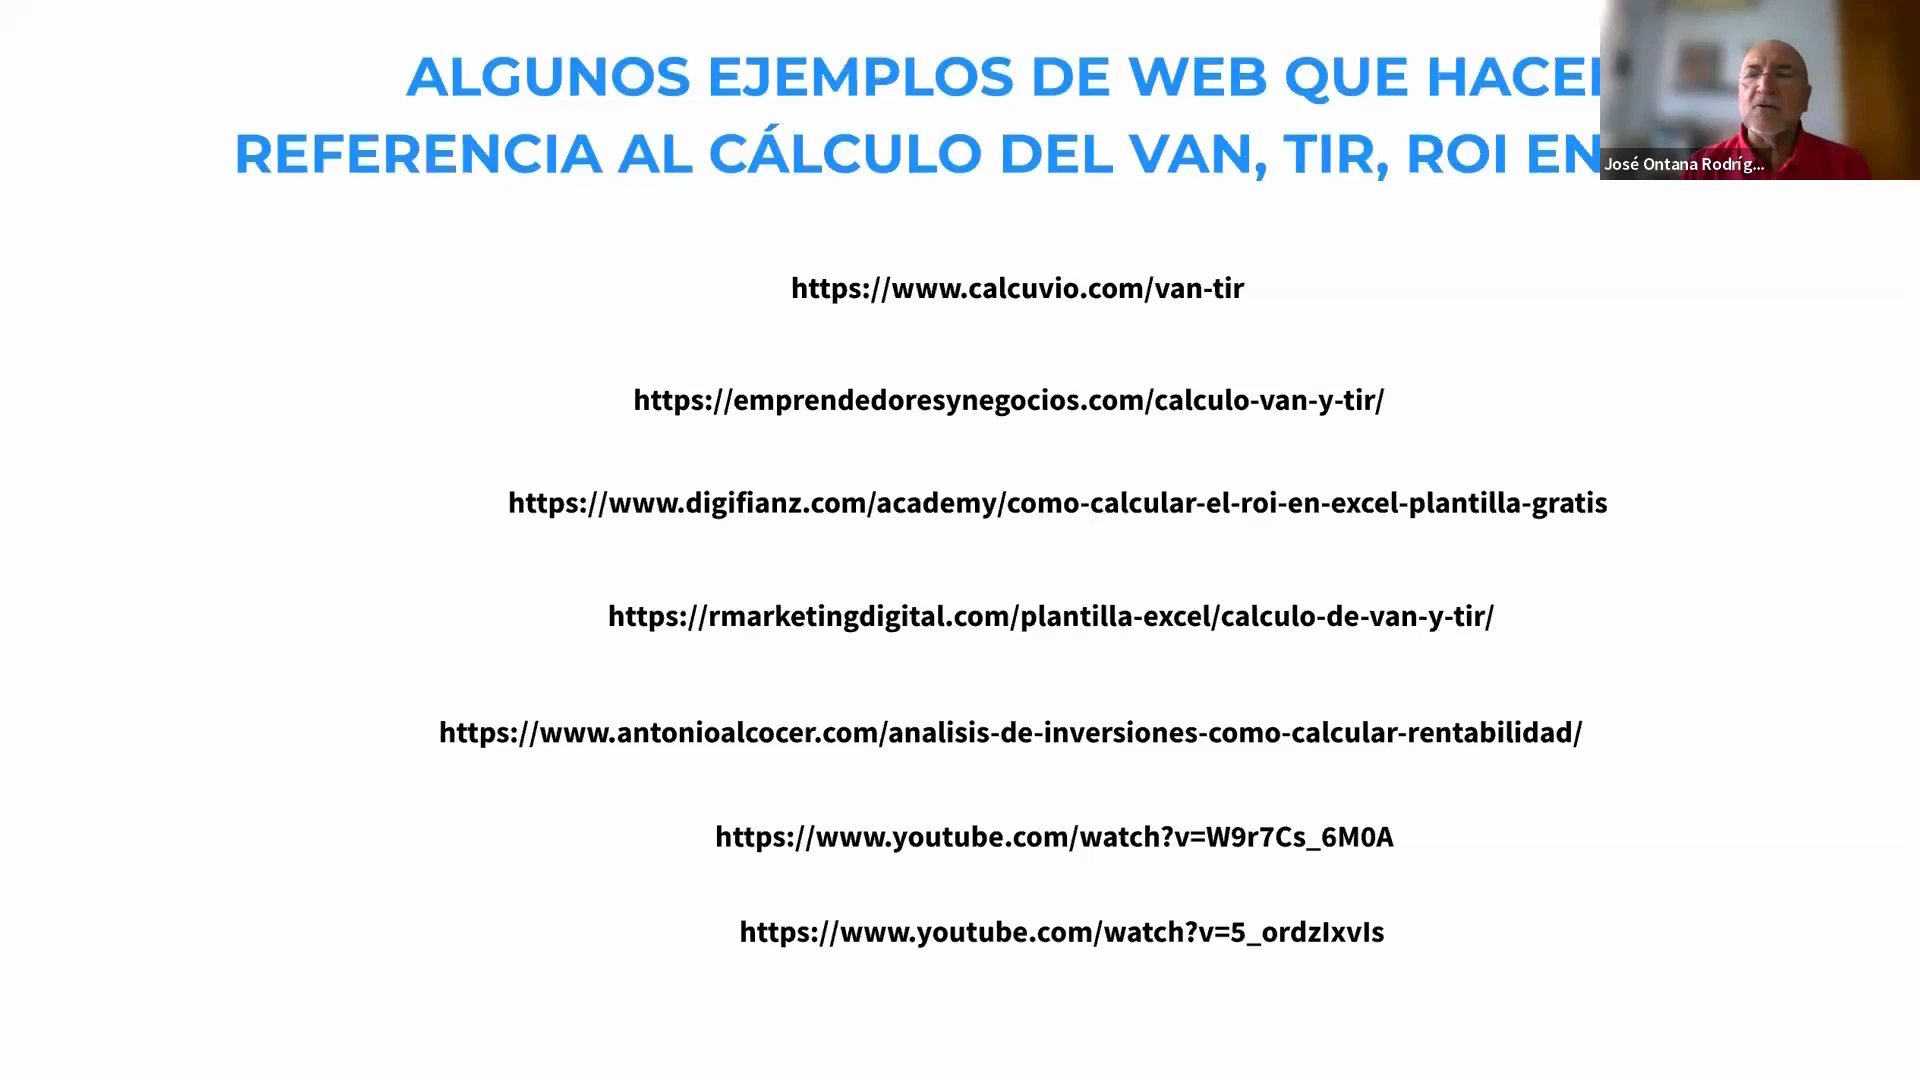 ALGUNOS EJEMPLOS DE WEB QUE HACE
REFERENCIA AL CÁLCULO DEL VAN, TIR, ROI EN
José Ontana Rodríg...
https://www.calcuvio.com/van-tir
https://emprendedoresynegocios.com/calculo-van-y-tir/
https://www.digifianz.com/academy/como-calcular-el-roi-en-excel-plantilla-gratis
https://rmarketingdigital.com/plantilla-excel/calculo-de-van-y-tir/
https://www.antonioalcocer.com/analisis-de-inversiones-como-calcular-rentabilidad/
https://www.youtube.com/watch?v=W9r7Cs_6M0A
https://www.youtube.com/watch?v=5_ordzIxvIs